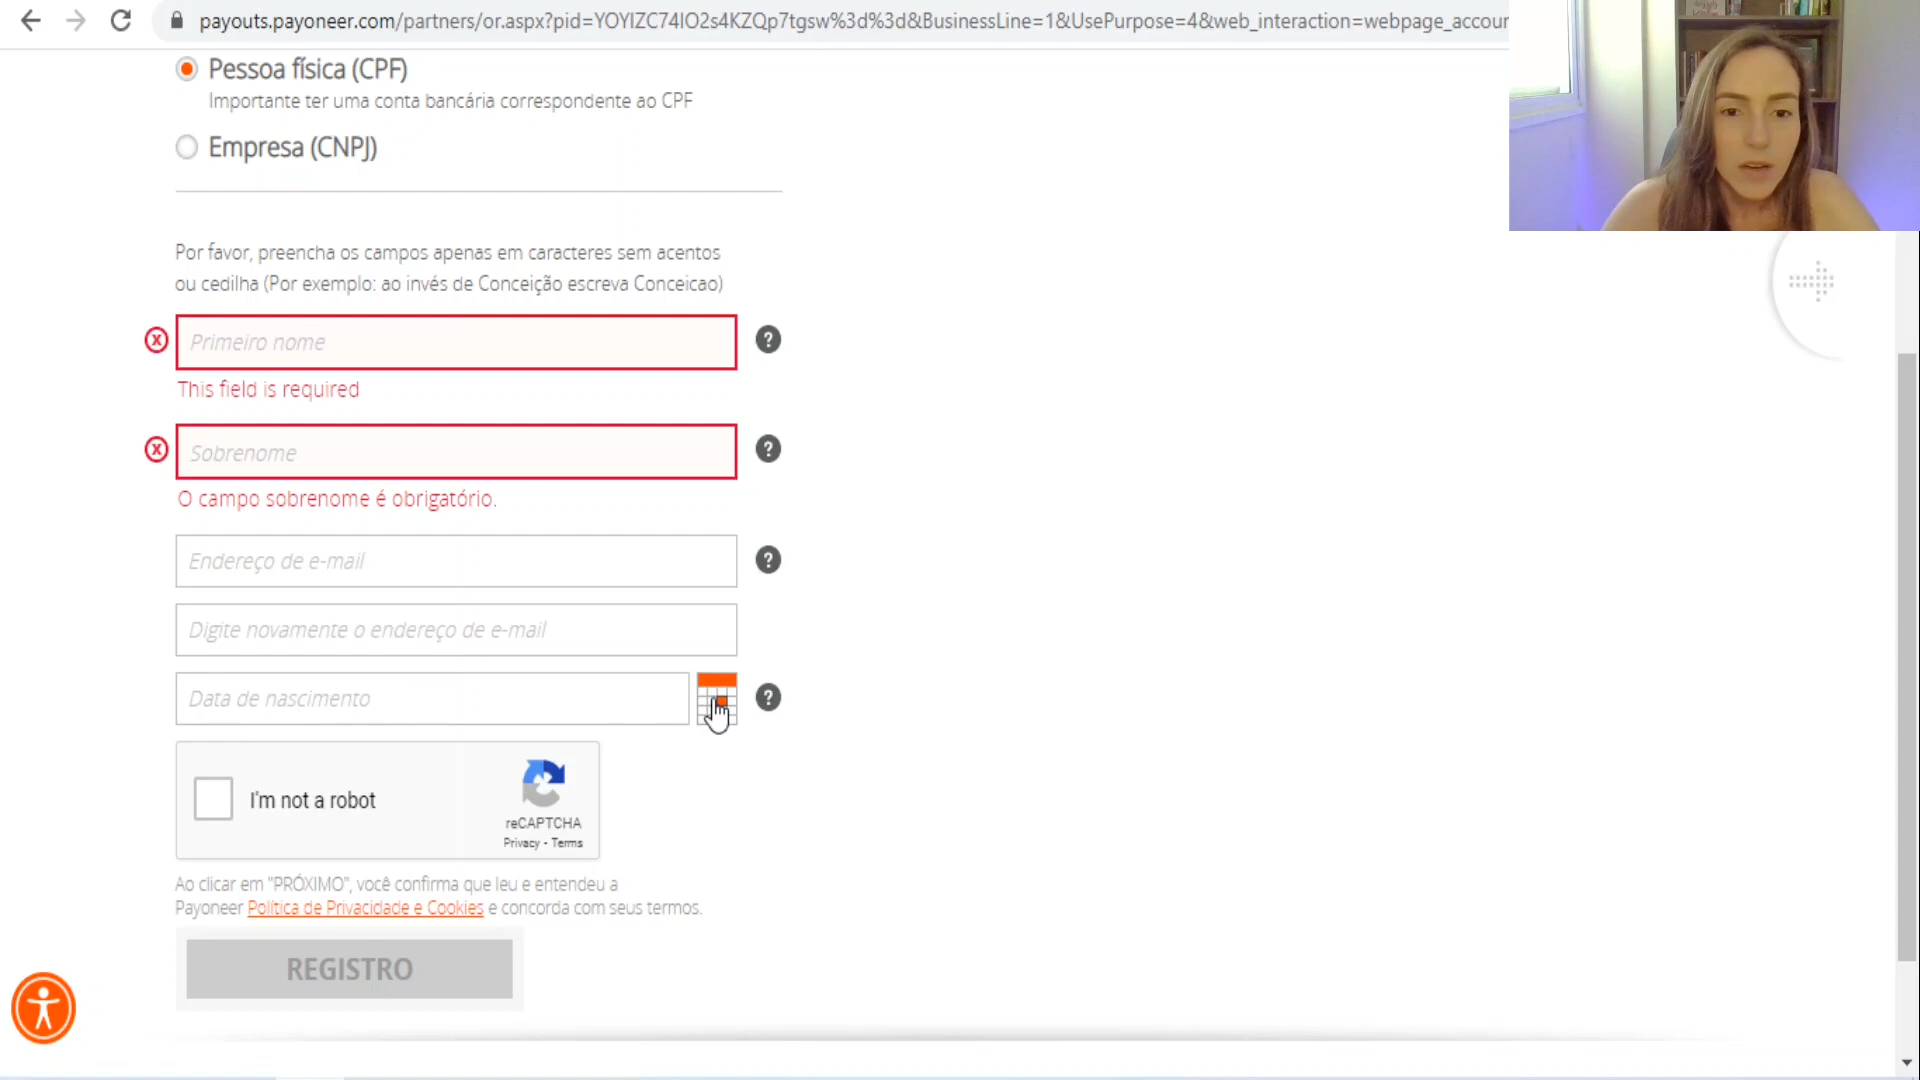 payouts.payoneer.com/partners/or.aspx?pid=YOYIZC74IO2s4KZQp7tgsw%3d%3d&BusinessLine=1&UsePurpose=4&web_interaction=webpage_accour
Pessoa física (CPF)
Importante ter uma conta bancária correspondente ao CPF
Empresa (CNPJ)
Por favor, preencha os campos apenas em caracteres sem acentos
ou cedilha (Por exemplo: ao invés de Conceição escreva Conceicao)
Primeiro nome
This field is required
Sobrenome
O campo sobrenome é obrigatório.
Endereço de e-mail
Digite novamente o endereço de e-mail
Data de nascimento
I'm not a robot
reCAPTCHA
Privacy - Terms
Ao clicar em "PRÓXIMO", você confirma que leu e entendeu a
Payoneer Política de Privacidade e Cookies e concorda com seus termos.
REGISTRO